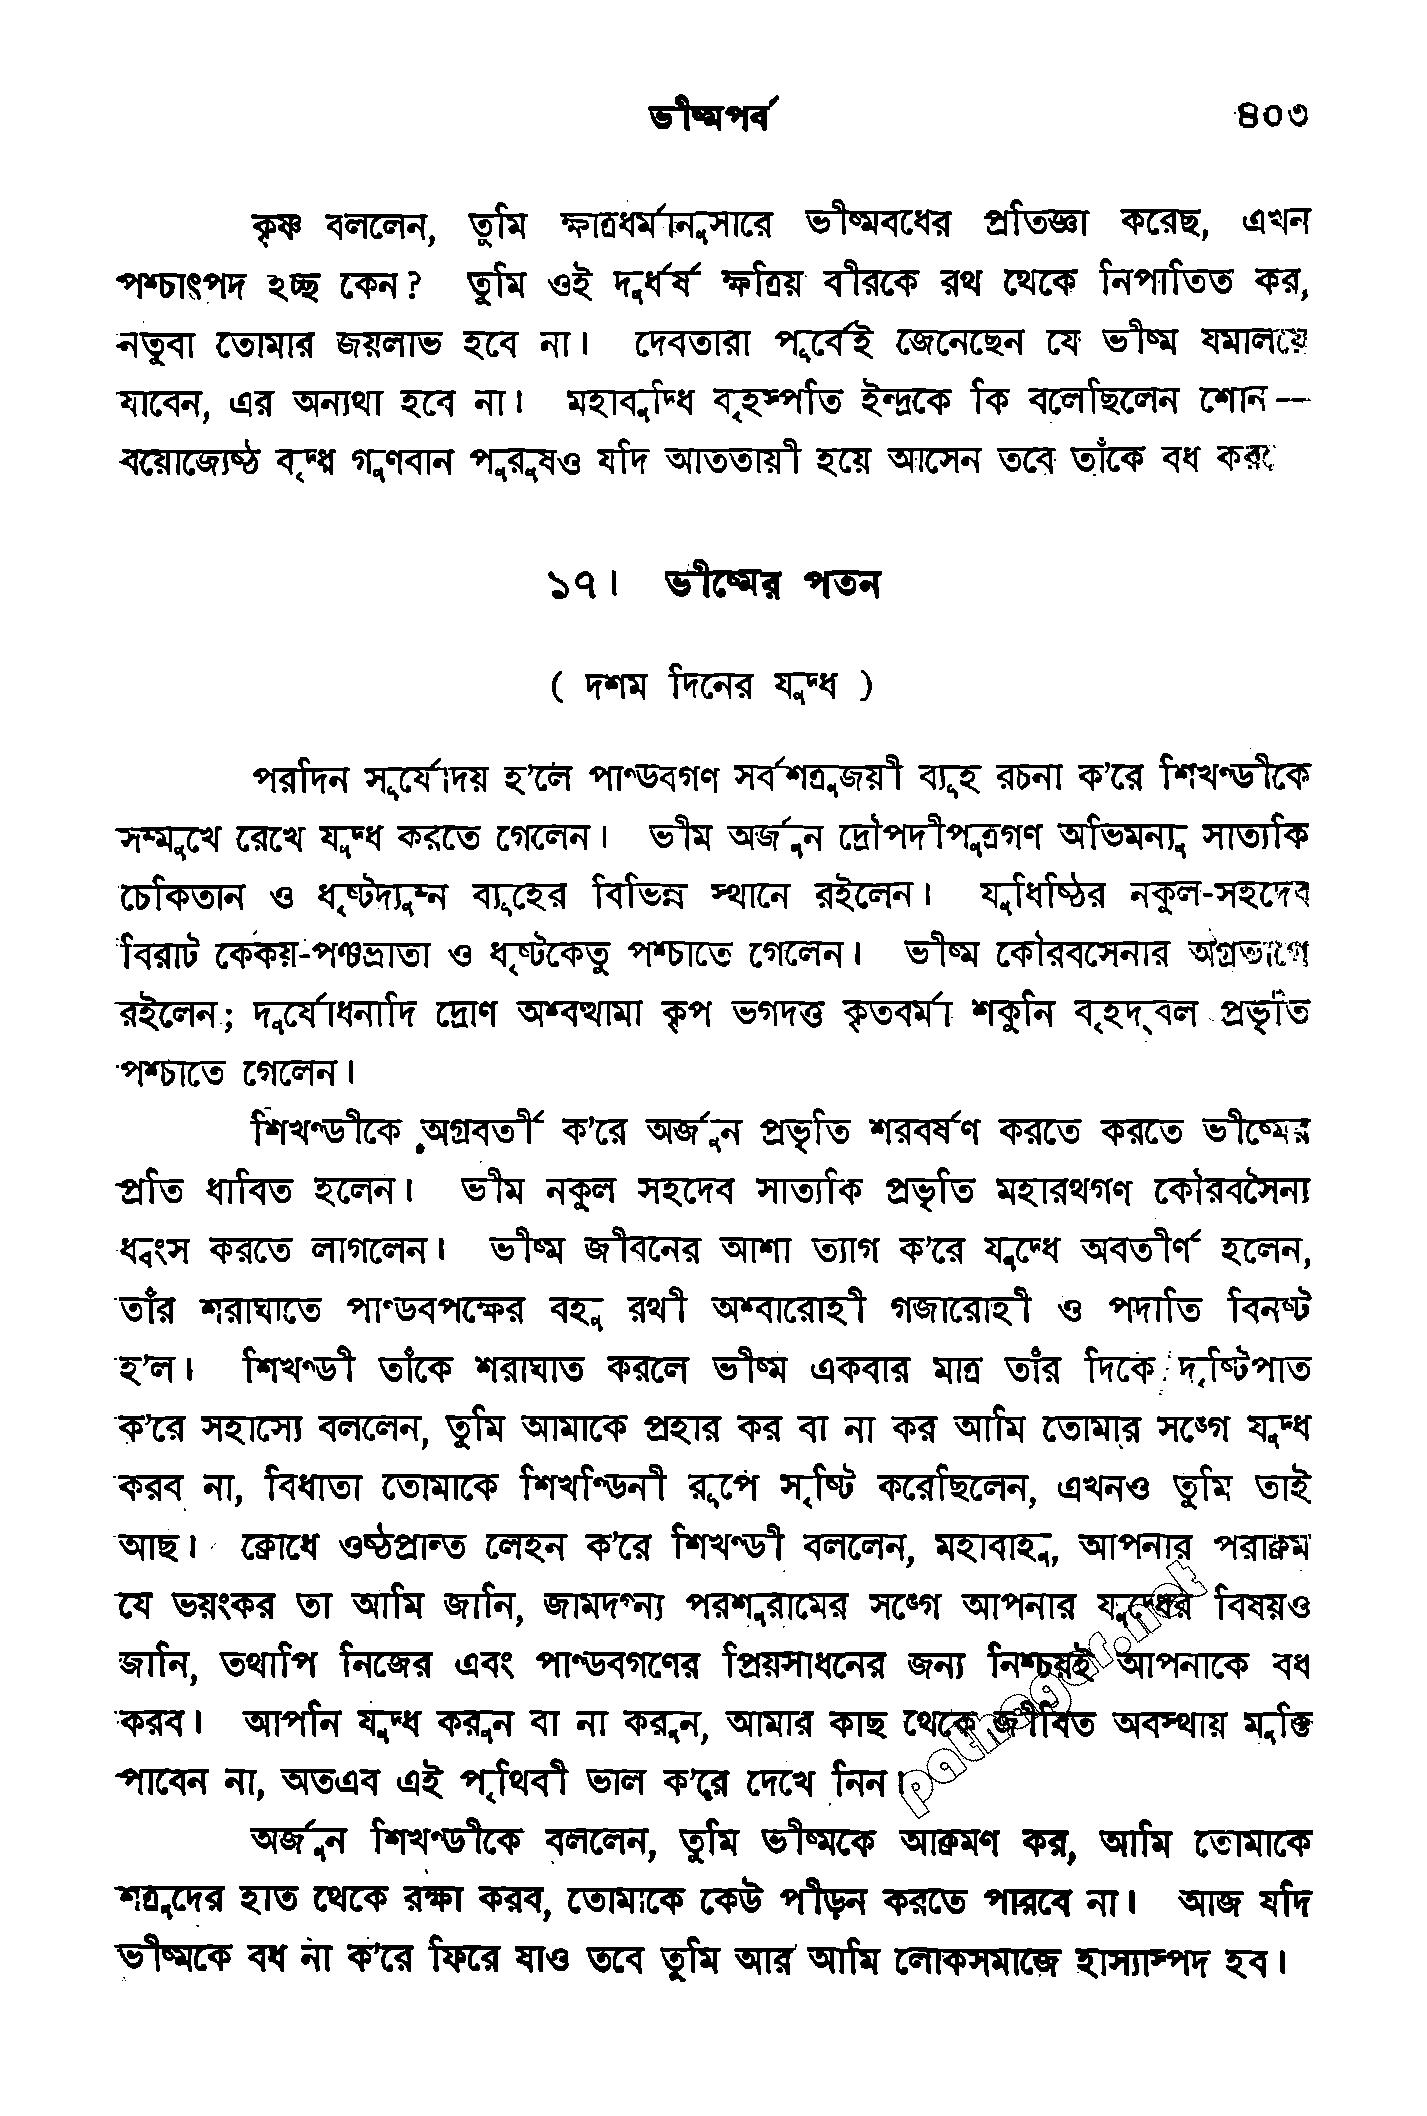 ভীষ্মপর্ব ৪০৩
কৃষ্ণ বললেন, তুমি ক্ষাত্রধর্মানুসারে ভীষ্মবধের প্রতিজ্ঞা করেছ, এখন
পশ্চাৎপদ হচ্ছ কেন? তুমি ওই দুর্ধর্ষ ক্ষত্রিয় বীরকে রথ থেকে নিপাতিত কর,
নতুবা তোমার জয়লাভ হবে না। দেবতারা পূর্বেই জেনেছেন যে ভীষ্ম যমালয়ে
যাবেন, এর অন্যথা হবে না। মহাবুদ্ধি বৃহস্পতি ইন্দ্রকে কি বলেছিলেন শোন —
বয়োজ্যেষ্ঠ বৃদ্ধ গুণবান পুরুষও যদি আততায়ী হয়ে আসেন তবে তাঁকে বধ করবে
১৭। ভীষ্মের পতন
( দশম দিনের যুদ্ধ )
পরদিন সূর্যোদয় হ'লে পাণ্ডবগণ সর্বশত্রুজয়ী ব্যূহ রচনা ক'রে শিখণ্ডীকে
সম্মুখে রেখে যুদ্ধ করতে গেলেন। ভীম অর্জুন দ্রৌপদীপুত্রগণ অভিমন্যু সাত্যকি
চেকিতান ও ধৃষ্টদ্যুম্ন ব্যূহের বিভিন্ন স্থানে রইলেন। যুধিষ্ঠির নকুল-সহদেব
বিরাট কেকয়-পঞ্চভ্রাতা ও ধৃষ্টকেতু পশ্চাতে গেলেন। ভীষ্ম কৌরবসেনার অগ্রভাগে
রইলেন; দুর্যোধনাদি দ্রোণ অশ্বত্থামা কৃপ ভগদত্ত কৃতবর্মা শকুনি বৃহদ্‌বল প্রভৃতি
পশ্চাতে গেলেন।
শিখণ্ডীকে অগ্রবর্তী ক'রে অর্জুন প্রভৃতি শরবর্ষণ করতে করতে ভীষ্মের
প্রতি ধাবিত হলেন। ভীম নকুল সহদেব সাত্যকি প্রভৃতি মহারথগণ কৌরবসৈন্য
ধ্বংস করতে লাগলেন। ভীষ্ম জীবনের আশা ত্যাগ ক'রে যুদ্ধে অবতীর্ণ হলেন,
তাঁর শরাঘাতে পাণ্ডবপক্ষের বহু রথী অশ্বারোহী গজারোহী ও পদাতি বিনষ্ট
হ'ল। শিখণ্ডী তাঁকে শরাঘাত করলে ভীষ্ম একবার মাত্র তাঁর দিকে দৃষ্টিপাত
ক'রে সহাস্যে বললেন, তুমি আমাকে প্রহার কর বা না কর আমি তোমার সঙ্গে যুদ্ধ
করব না, বিধাতা তোমাকে শিখণ্ডিনী রূপে সৃষ্টি করেছিলেন, এখনও তুমি তাই
আছ। ক্রোধে ওষ্ঠপ্রান্ত লেহন ক'রে শিখণ্ডী বললেন, মহাবাহু, আপনার পরাক্রম
যে ভয়ংকর তা আমি জানি, জামদগ্ন্য পরশুরামের সঙ্গে আপনার যুদ্ধের বিষয়ও
জানি, তথাপি নিজের এবং পাণ্ডবগণের প্রিয়সাধনের জন্য নিশ্চয়ই আপনাকে বধ
করব। আপনি যুদ্ধ করুন বা না করুন, আমার কাছ থেকে জীবিত অবস্থায় মুক্তি
পাবেন না, অতএব এই পৃথিবী ভাল ক'রে দেখে নিন।
অর্জুন শিখণ্ডীকে বললেন, তুমি ভীষ্মকে আক্রমণ কর, আমি তোমাকে
শত্রুদের হাত থেকে রক্ষা করব, তোমাকে কেউ পীড়ন করতে পারবে না। আজ যদি
ভীষ্মকে বধ না ক'রে ফিরে যাও তবে তুমি আর আমি লোকসমাজে হাস্যাস্পদ হব।
pathagar.net